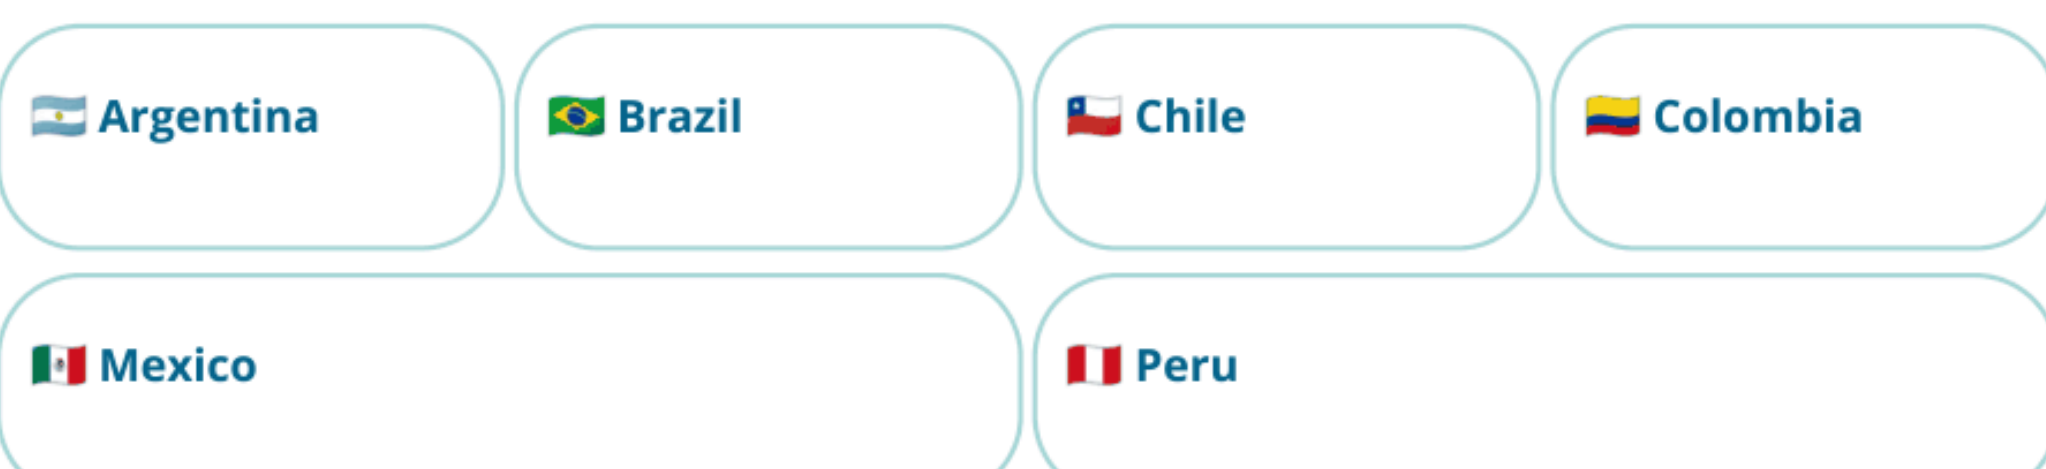 🇦🇷 Argentina
🇧🇷 Brazil
🇨🇱 Chile
🇨🇴 Colombia
🇲🇽 Mexico
🇵🇪 Peru